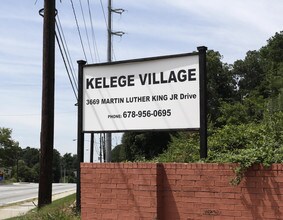 KELEGE VILLAGE
3669 MARTIN LUTHER KING JR Drive
PHONE: 678-956-0695